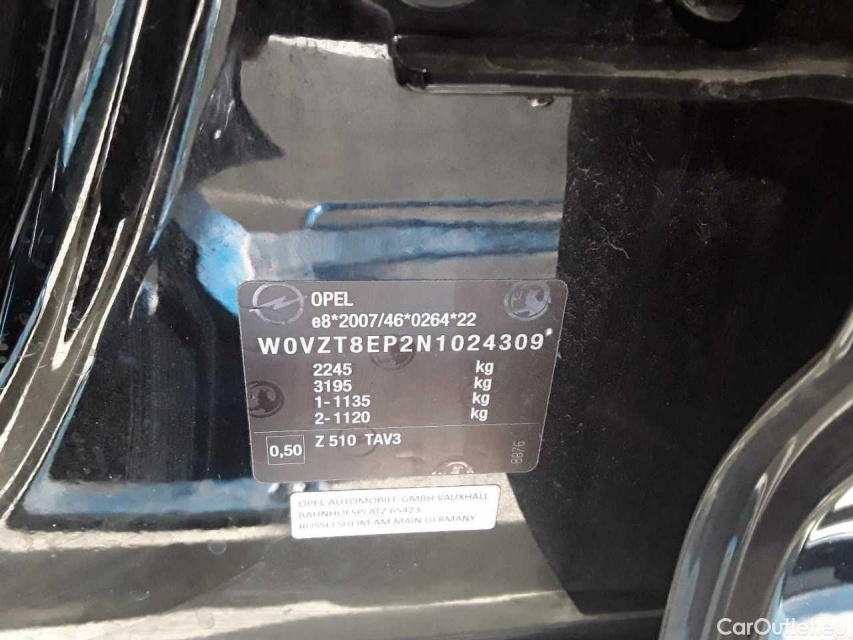 OPEL
e8*2007/46*0264*22
W0VZT8EP2N1024309
2245 kg
3195 kg
1-1135 kg
2-1120 kg
0,50 Z 510 TAV3
8876
OPEL AUTOMOBILE GMBH VAUXHALL
BAHNHOFSPLATZ 65423
RÜSSELSHEIM AM MAIN GERMANY
CarOutlet.eu